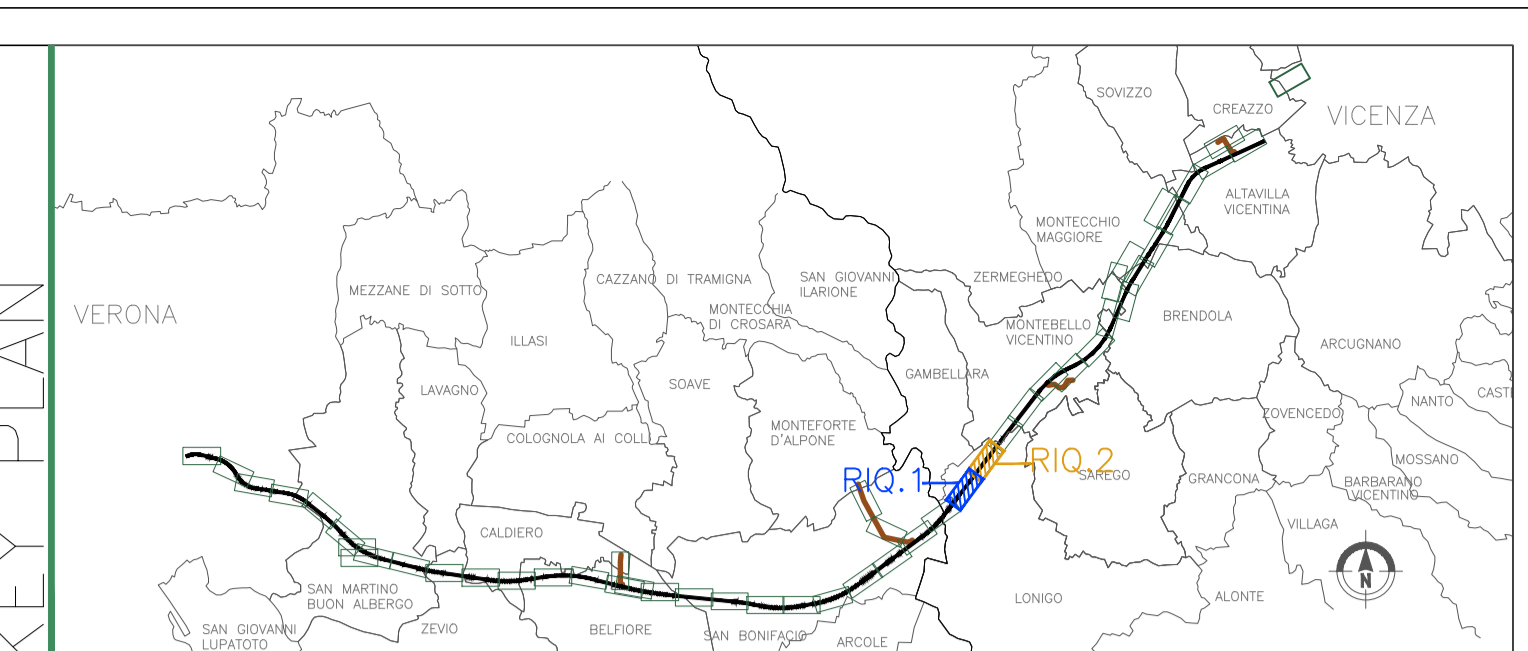 KEY PLAN
SOVIZZO
CREAZZO
VICENZA
ALTAVILLA
VICENTINA
MONTECCHIO
MAGGIORE
ZERMEGHEDO
MEZZANE DI SOTTO
CAZZANO DI TRAMIGNA
SAN GIOVANNI
ILARIONE
VERONA
MONTECCHIA
DI CROSARA
MONTEBELLO
VICENTINO
BRENDOLA
ILLASI
ARCUGNANO
GAMBELLARA
LAVAGNO
SOAVE
NANTO
CASTE
ZOVENCEDO
MONTEFORTE
D'ALPONE
COLOGNOLA AI COLLI
RIQ.1
RIQ.2
SAREGO
GRANCONA
MOSSANO
BARBARANO
VICENTINO
VILLAGA
CALDIERO
N
SAN MARTINO
BUON ALBERGO
LONIGO
ALONTE
SAN GIOVANNI
LUPATOTO
ZEVIO
BELFIORE
SAN BONIFACIO
ARCOLE